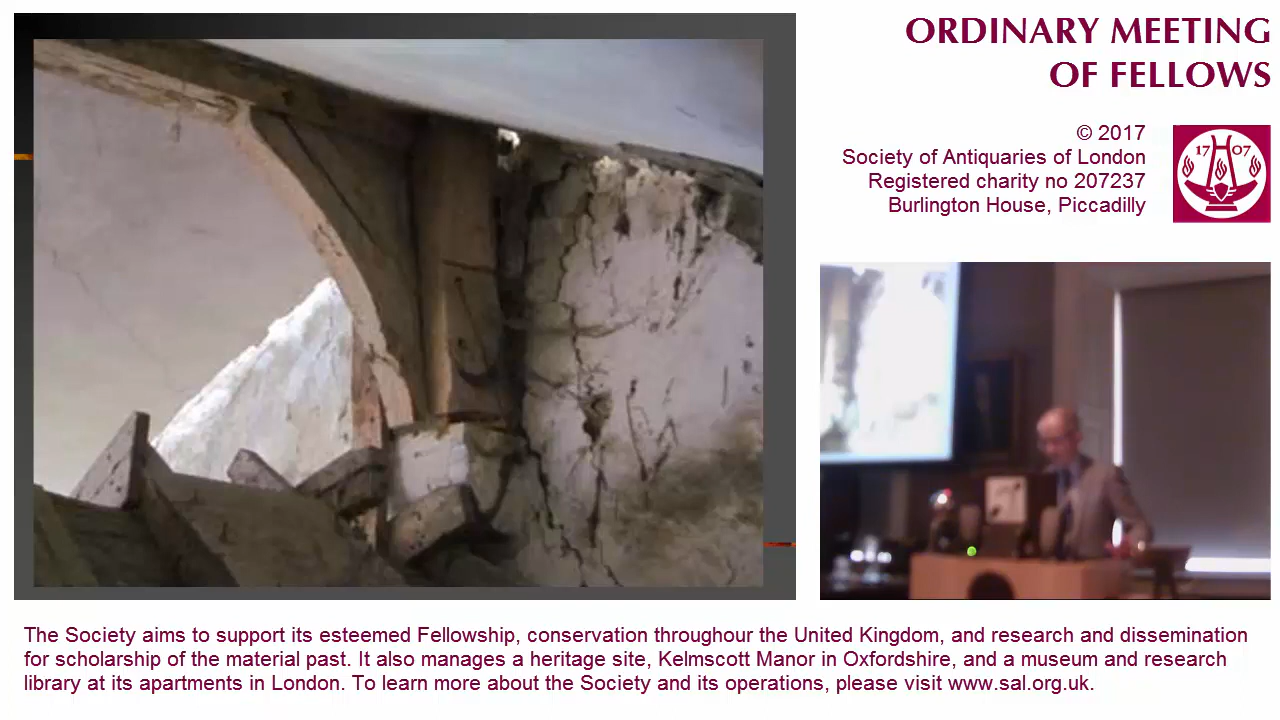 ORDINARY MEETING
OF FELLOWS
© 2017
Society of Antiquaries of London
Registered charity no 207237
Burlington House, Piccadilly
17 07
The Society aims to support its esteemed Fellowship, conservation throughour the United Kingdom, and research and dissemination
for scholarship of the material past. It also manages a heritage site, Kelmscott Manor in Oxfordshire, and a museum and research
library at its apartments in London. To learn more about the Society and its operations, please visit www.sal.org.uk.